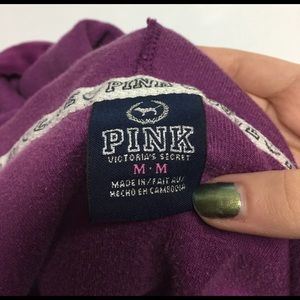 PINK
PINK
VICTORIA'S SECRET
M • M
MADE IN / FAIT AU /
HECHO EN CAMBODIA